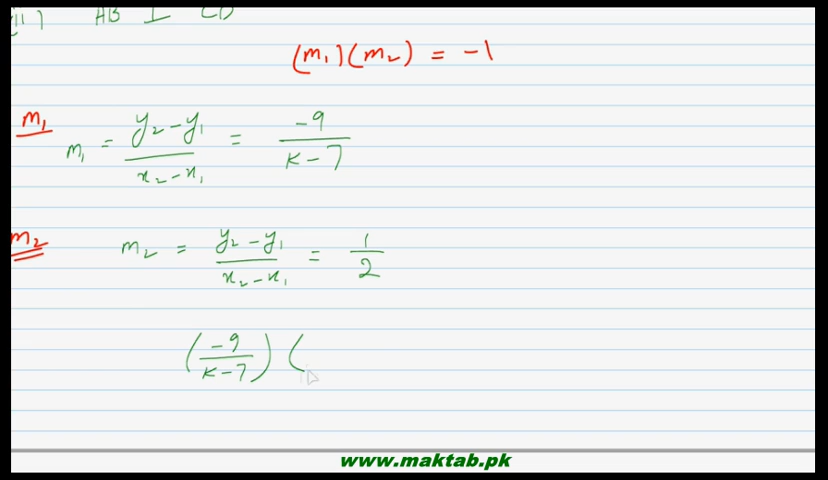 (ii) AB ⊥ CD
(m₁)(m₂) = -1
m₁
m₁ = (y₂ - y₁)/(x₂ - x₁) = -9/(k - 7)
m₂
m₂ = (y₂ - y₁)/(x₂ - x₁) = 1/2
(-9/(k - 7)) (
www.maktab.pk